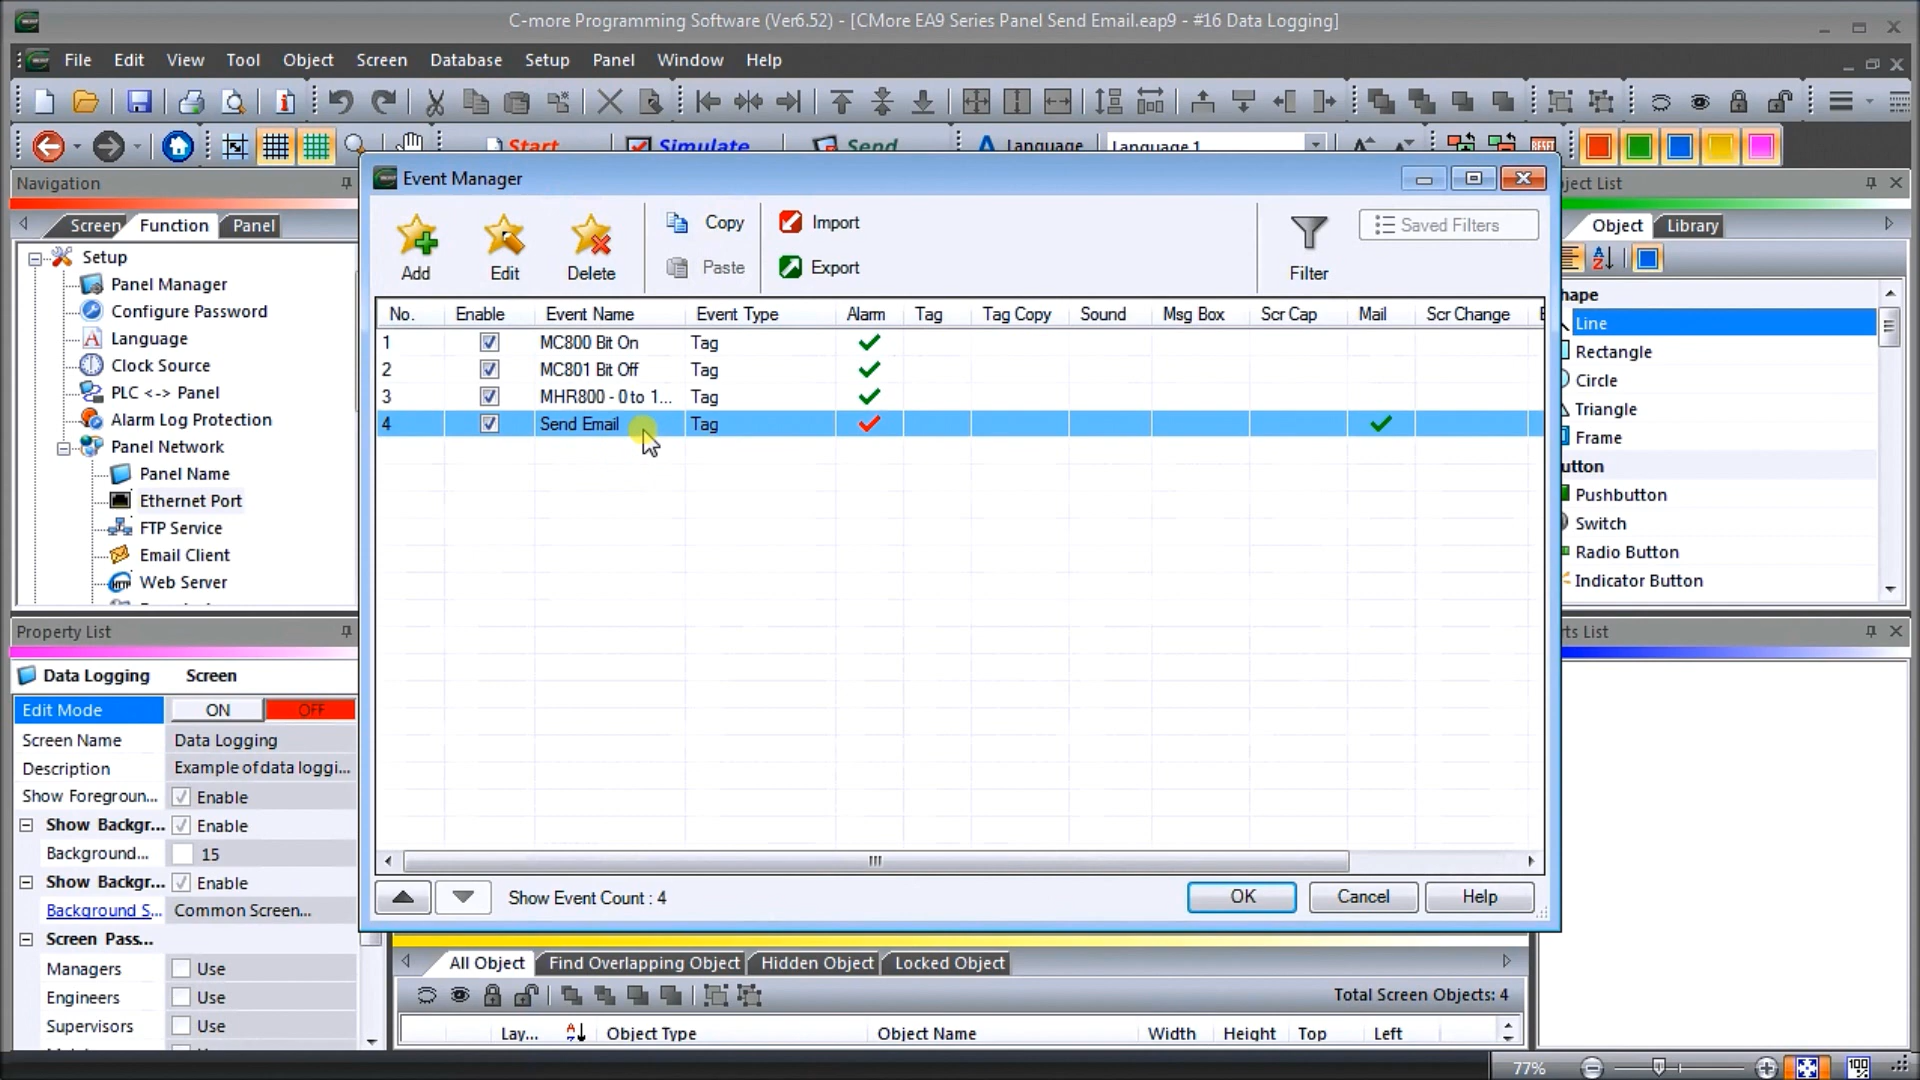 C-more Programming Software (Ver6.52) - [CMore EA9 Series Panel Send Email.eap9 - #16 Data Logging]
File Edit View Tool Object Screen Database Setup Panel Window Help
Start Simulate Send Language Language 1 RESET
Navigation
Screen Function Panel
Setup
Panel Manager
Configure Password
Language
Clock Source
PLC <-> Panel
Alarm Log Protection
Panel Network
Panel Name
Ethernet Port
FTP Service
Email Client
Web Server
Property List
Data Logging Screen
Edit Mode ON OFF
Screen Name Data Logging
Description Example of data loggi...
Show Foregroun... Enable
Show Backgr... Enable
Background... 15
Show Backgr... Enable
Background S... Common Screen...
Screen Pass...
Managers Use
Engineers Use
Supervisors Use
Event Manager
Add Edit Delete Copy Paste Import Export Filter Saved Filters
No. Enable Event Name Event Type Alarm Tag Tag Copy Sound Msg Box Scr Cap Mail Scr Change
1 MC800 Bit On Tag
2 MC801 Bit Off Tag
3 MHR800 - 0 to 1... Tag
4 Send Email Tag
Show Event Count : 4
OK Cancel Help
All Object Find Overlapping Object Hidden Object Locked Object
Total Screen Objects: 4
Lay... Object Type Object Name Width Height Top Left
ject List
Object Library
hape
Line
Rectangle
Circle
Triangle
Frame
utton
Pushbutton
Switch
Radio Button
Indicator Button
ts List
77%
100